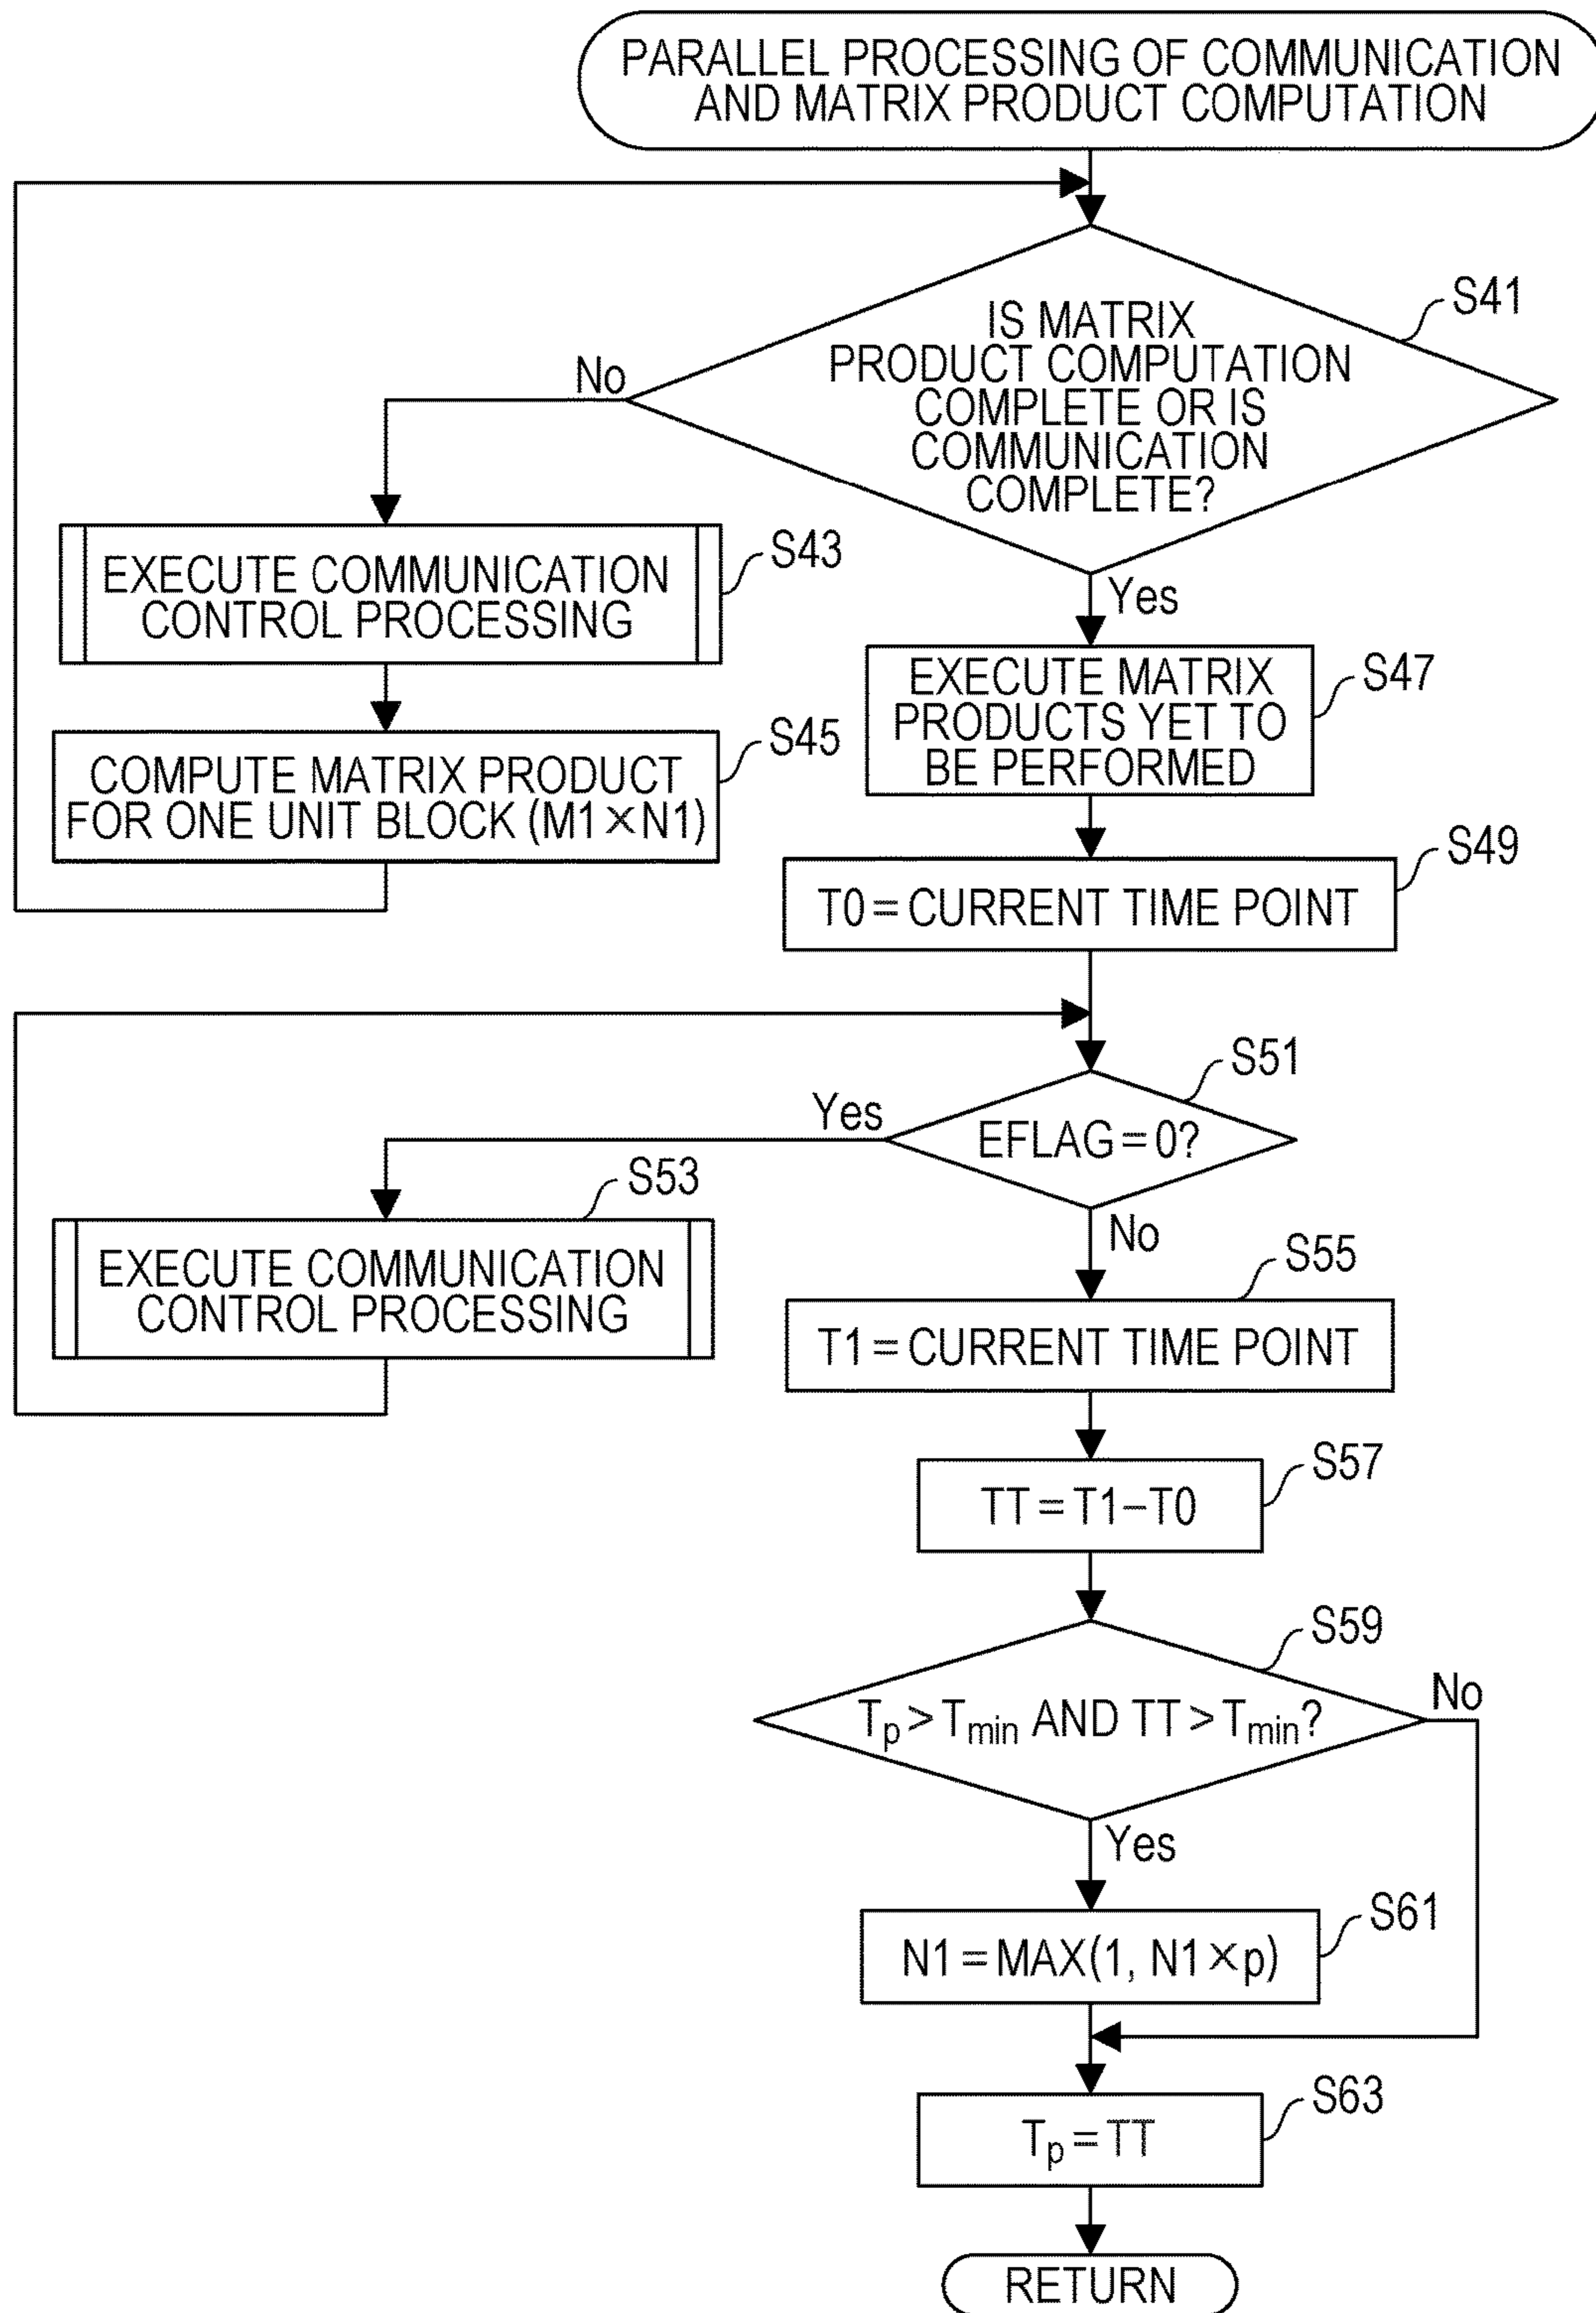 PARALLEL PROCESSING OF COMMUNICATION
AND MATRIX PRODUCT COMPUTATION
S41
IS MATRIX
PRODUCT COMPUTATION
COMPLETE OR IS
COMMUNICATION
COMPLETE?
No
Yes
S43
EXECUTE COMMUNICATION
CONTROL PROCESSING
S45
COMPUTE MATRIX PRODUCT
FOR ONE UNIT BLOCK (M1×N1)
S47
EXECUTE MATRIX
PRODUCTS YET TO
BE PERFORMED
S49
T0 = CURRENT TIME POINT
S51
EFLAG = 0?
Yes
No
S53
EXECUTE COMMUNICATION
CONTROL PROCESSING
S55
T1 = CURRENT TIME POINT
S57
TT = T1–T0
S59
Tp > Tmin AND TT > Tmin?
No
Yes
S61
N1 = MAX(1, N1×p)
S63
Tp = TT
RETURN